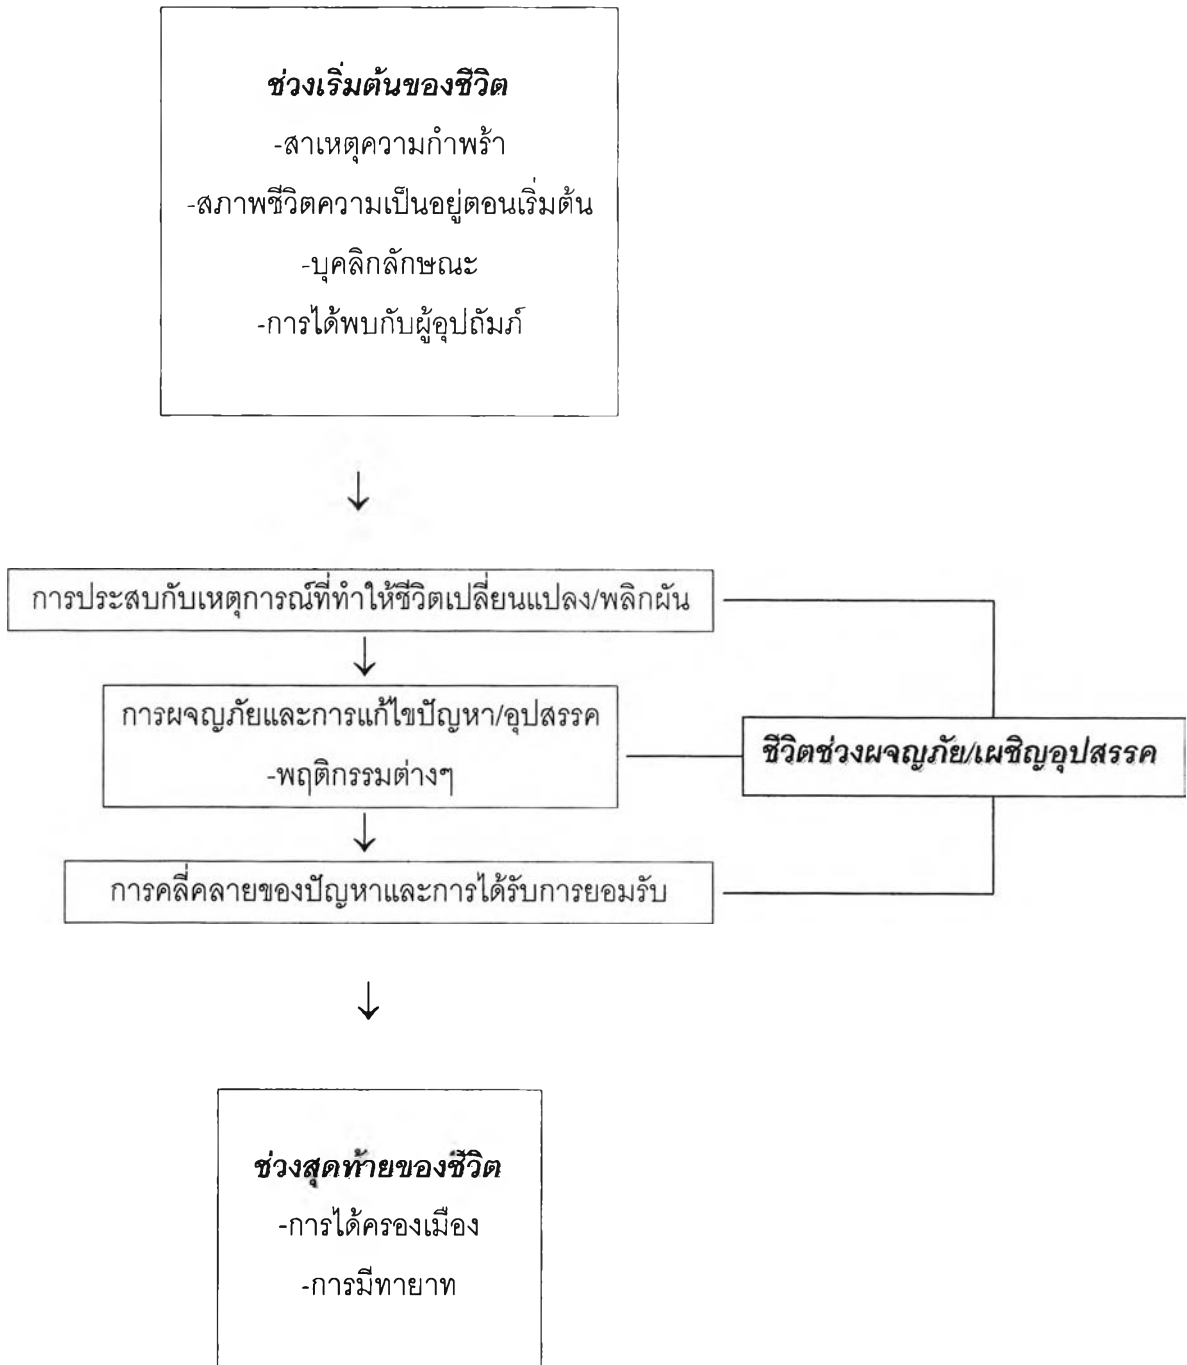 ช่วงเริ่มต้นของชีวิต
-สาเหตุความกำพร้า
-สภาพชีวิตความเป็นอยู่ตอนเริ่มต้น
-บุคลิกลักษณะ
-การได้พบกับผู้อุปถัมภ์
การประสบกับเหตุการณ์ที่ทำให้ชีวิตเปลี่ยนแปลง/พลิกผัน
การผจญภัยและการแก้ไขปัญหา/อุปสรรค
-พฤติกรรมต่างๆ
ชีวิตช่วงผจญภัย/เผชิญอุปสรรค
การคลี่คลายของปัญหาและการได้รับการยอมรับ
ช่วงสุดท้ายของชีวิต
-การได้ครองเมือง
-การมีทายาท